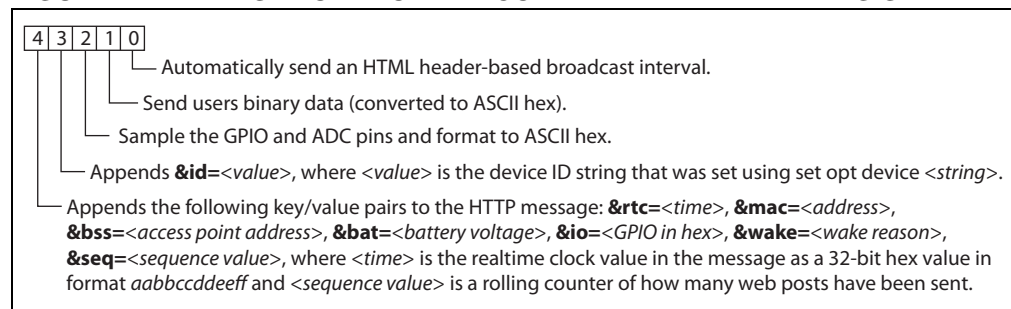 4 3 2 1 0
Automatically send an HTML header-based broadcast interval.
Send users binary data (converted to ASCII hex).
Sample the GPIO and ADC pins and format to ASCII hex.
Appends &id=<value>, where <value> is the device ID string that was set using set opt device <string>.
Appends the following key/value pairs to the HTTP message: &rtc=<time>, &mac=<address>,
&bss=<access point address>, &bat=<battery voltage>, &io=<GPIO in hex>, &wake=<wake reason>,
&seq=<sequence value>, where <time> is the realtime clock value in the message as a 32-bit hex value in
format aabbccddeeff and <sequence value> is a rolling counter of how many web posts have been sent.